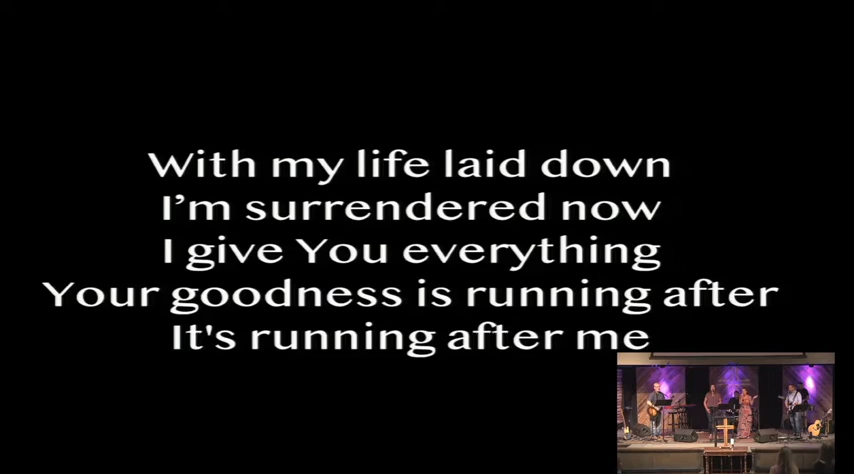 With my life laid down
I’m surrendered now
I give You everything
Your goodness is running after
It's running after me